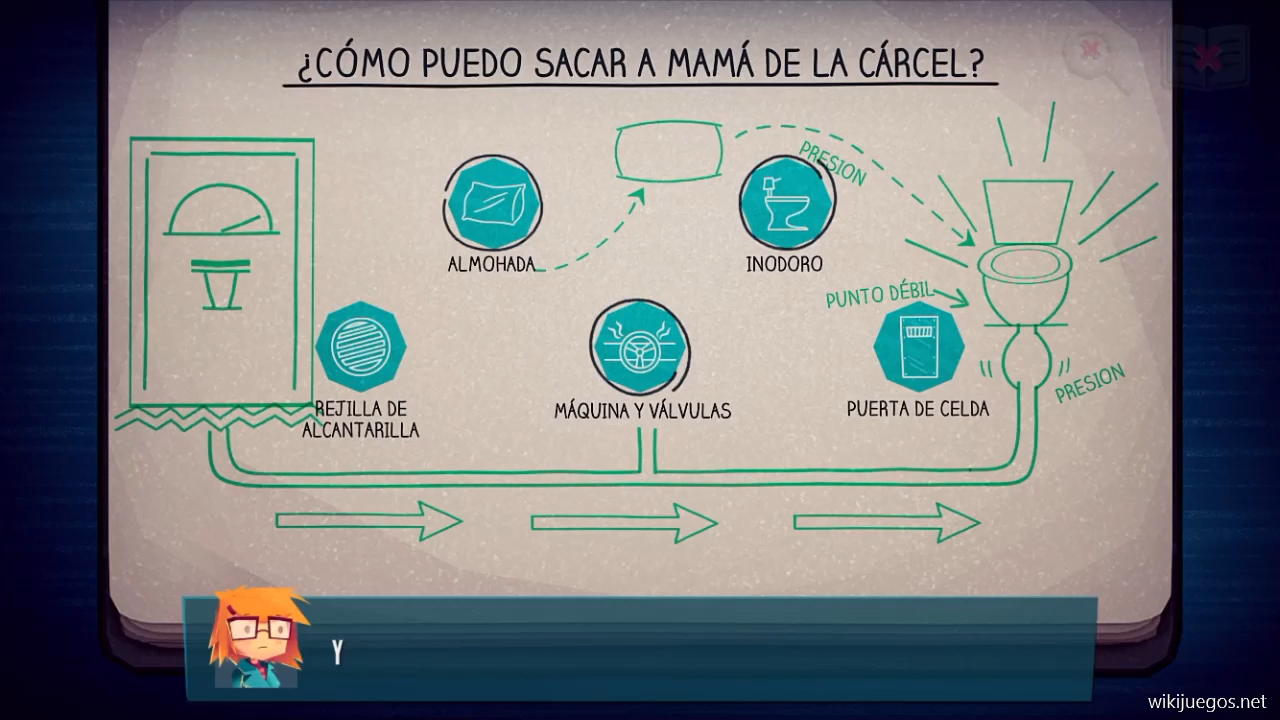 ¿CÓMO PUEDO SACAR A MAMÁ DE LA CÁRCEL?
PRESION
ALMOHADA
INODORO
PUNTO DÉBIL
PRESION
REJILLA DE
ALCANTARILLA
MÁQUINA Y VÁLVULAS
PUERTA DE CELDA
Y
wikijuegos.net